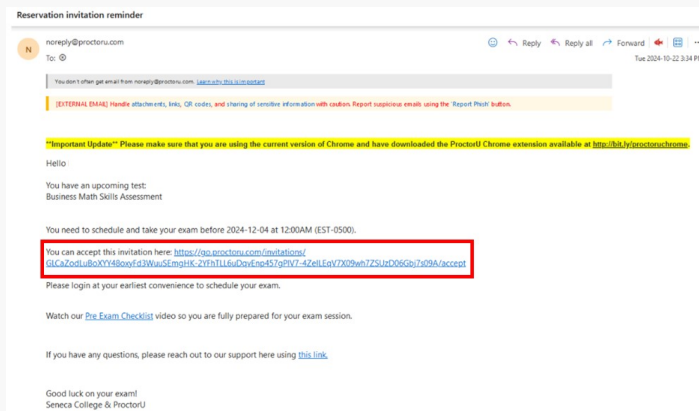 Reservation invitation reminder
N
noreply@proctoru.com
Reply
Reply all
Forward
To:
Tue 2024-10-22 3:34 P
You don't often get email from noreply@proctoru.com. Learn why this is important
[EXTERNAL EMAIL] Handle attachments, links, QR codes, and sharing of sensitive information with caution. Report suspicious emails using the 'Report Phish' button.
**Important Update** Please make sure that you are using the current version of Chrome and have downloaded the ProctorU Chrome extension available at http://bit.ly/proctoruchrome.
Hello
You have an upcoming test:
Business Math Skills Assessment
You need to schedule and take your exam before 2024-12-04 at 12:00AM (EST-0500).
You can accept this invitation here: https://go.proctoru.com/invitations/
Please login at your earliest convenience to schedule your exam.
Watch our Pre Exam Checklist video so you are fully prepared for your exam session.
If you have any questions, please reach out to our support here using this link.
Good luck on your exam!
Seneca College & ProctorU